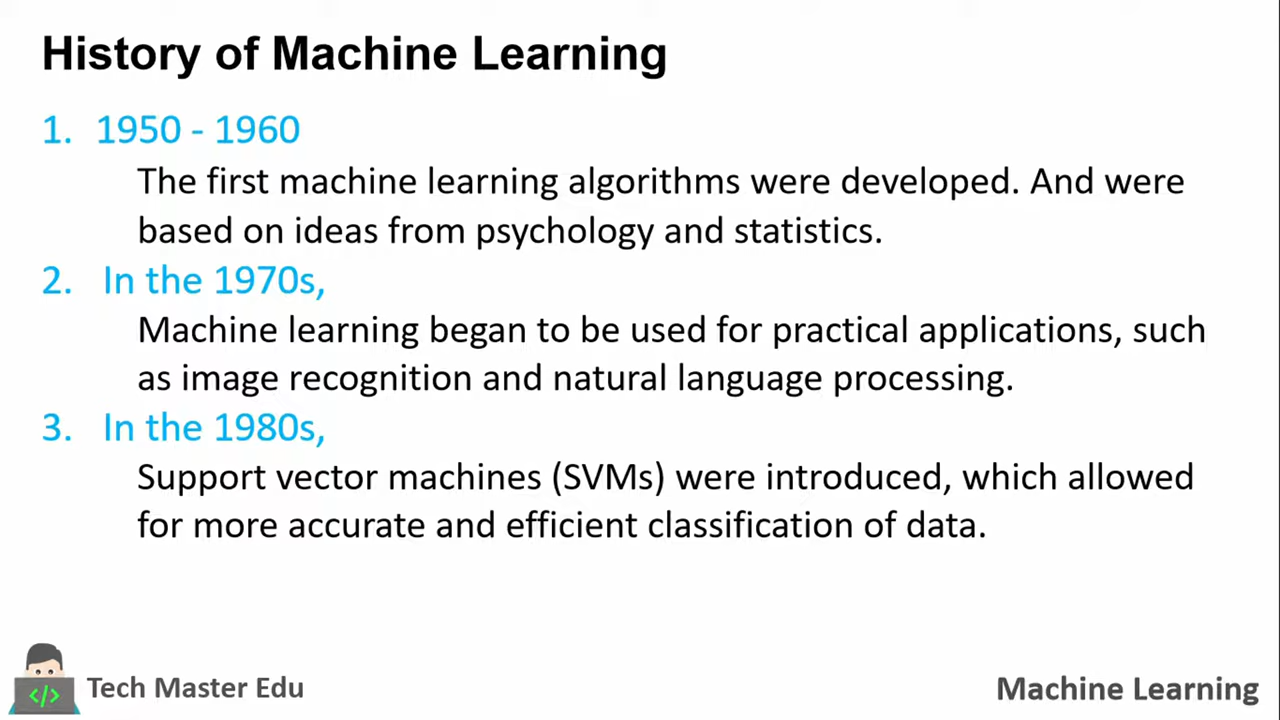 History of Machine Learning
1. 1950 - 1960
The first machine learning algorithms were developed. And were
based on ideas from psychology and statistics.
2. In the 1970s,
Machine learning began to be used for practical applications, such
as image recognition and natural language processing.
3. In the 1980s,
Support vector machines (SVMs) were introduced, which allowed
for more accurate and efficient classification of data.
</>
Tech Master Edu
Machine Learning